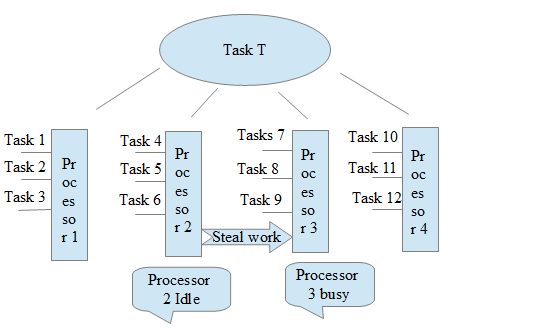 Task T
Task 1
Task 2
Task 3
Pr
oc
es
so
r 1
Task 4
Task 5
Task 6
Pr
oc
es
so
r 2
Tasks 7
Task 8
Task 9
Pr
oc
es
so
r 3
Task 10
Task 11
Task 12
Pr
oc
es
so
r 4
Steal work
Processor
2 Idle
Processor
3 busy